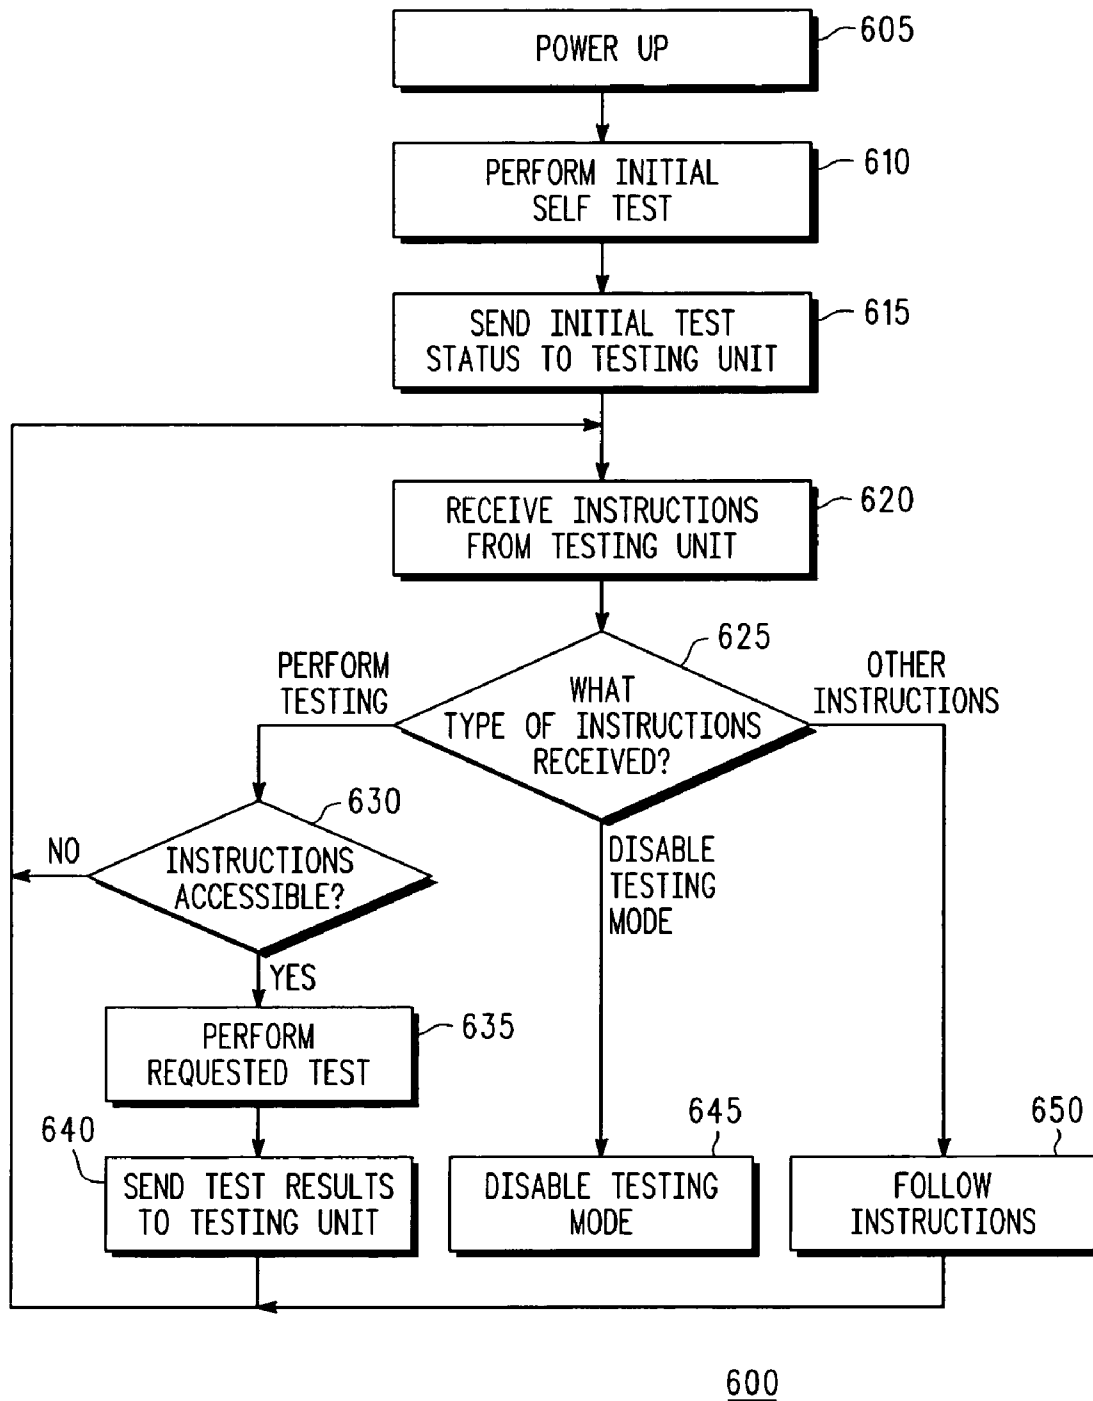 POWER UP
605
PERFORM INITIAL
SELF TEST
610
SEND INITIAL TEST
STATUS TO TESTING UNIT
615
RECEIVE INSTRUCTIONS
FROM TESTING UNIT
620
625
WHAT
TYPE OF INSTRUCTIONS
RECEIVED?
PERFORM
TESTING
OTHER
INSTRUCTIONS
DISABLE
TESTING
MODE
630
INSTRUCTIONS
ACCESSIBLE?
NO
YES
PERFORM
REQUESTED TEST
635
640
SEND TEST RESULTS
TO TESTING UNIT
645
DISABLE TESTING
MODE
650
FOLLOW
INSTRUCTIONS
600